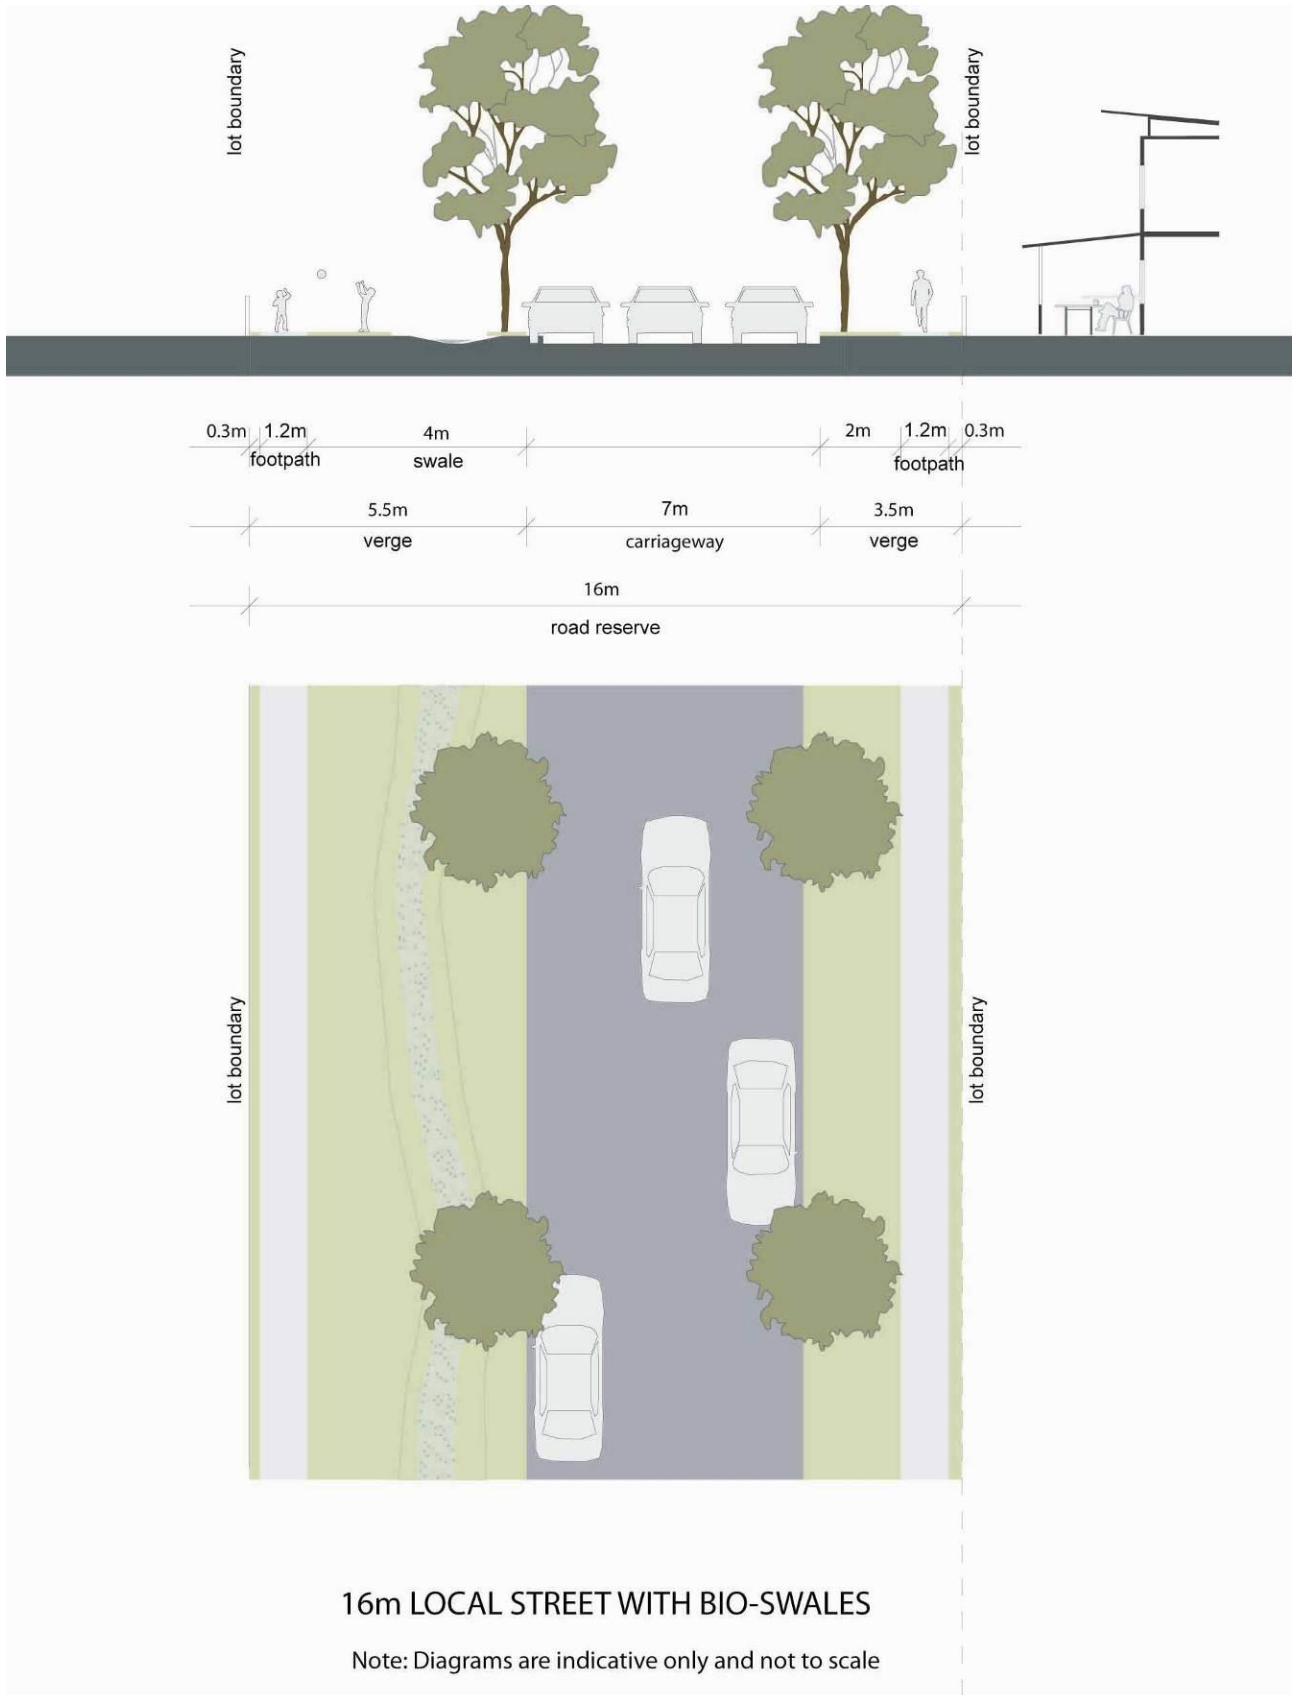 lot boundary
lot boundary
0.3m 1.2m 4m 2m 1.2m 0.3m
footpath swale footpath
5.5m 7m 3.5m
verge carriageway verge
16m
road reserve
lot boundary
lot boundary
16m LOCAL STREET WITH BIO-SWALES
Note: Diagrams are indicative only and not to scale